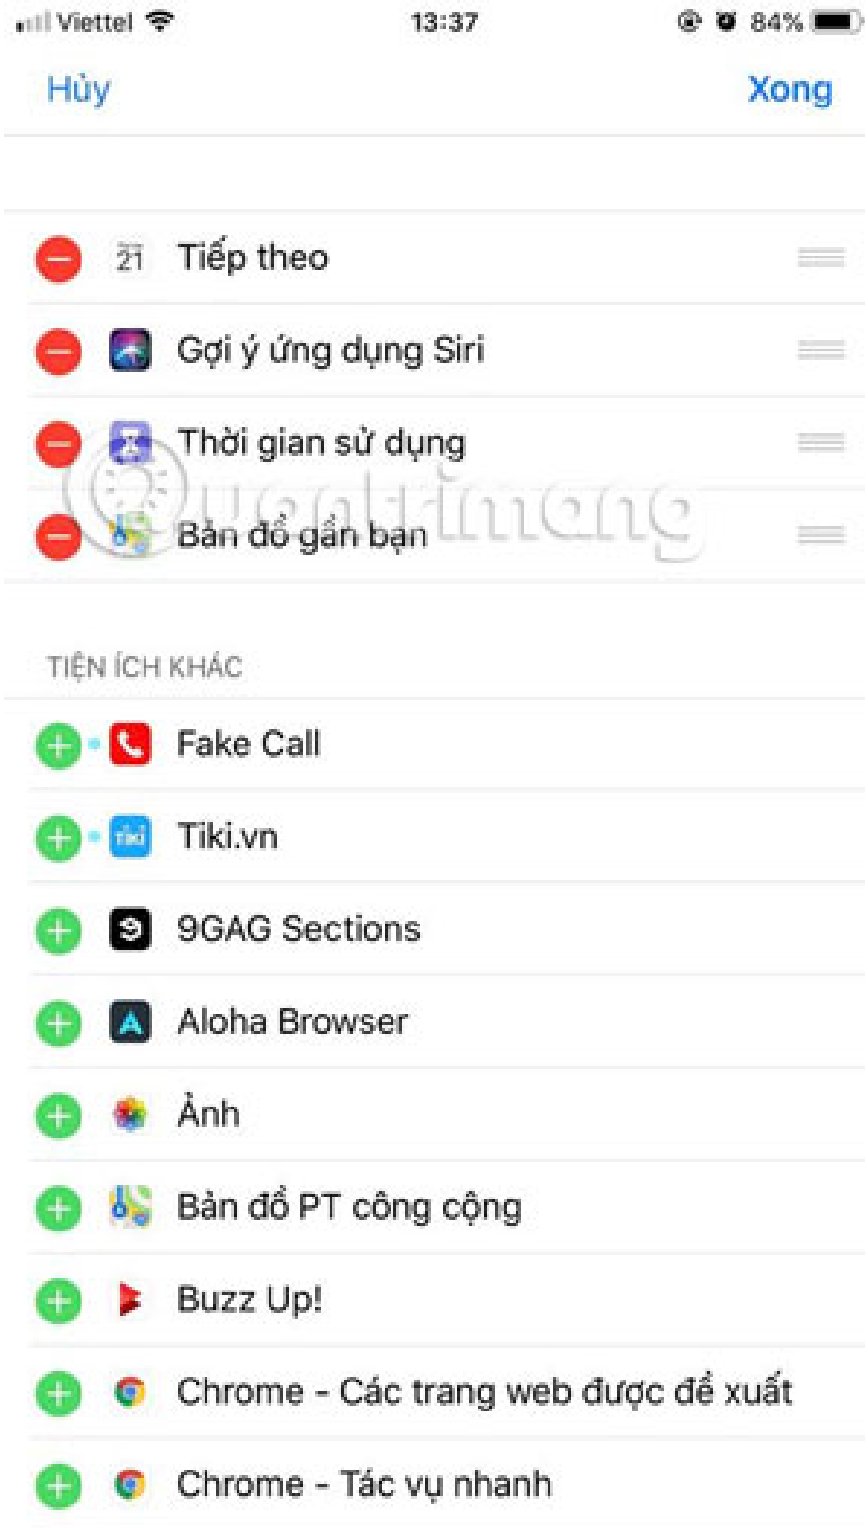 Viettel 13:37 84%
Hủy Xong
21 Tiếp theo
Gợi ý ứng dụng Siri
Thời gian sử dụng
Quantrimang
Bản đồ gần bạn
TIỆN ÍCH KHÁC
Fake Call
TIKI Tiki.vn
9GAG Sections
Aloha Browser
Ảnh
Bản đồ PT công cộng
Buzz Up!
Chrome - Các trang web được đề xuất
Chrome - Tác vụ nhanh